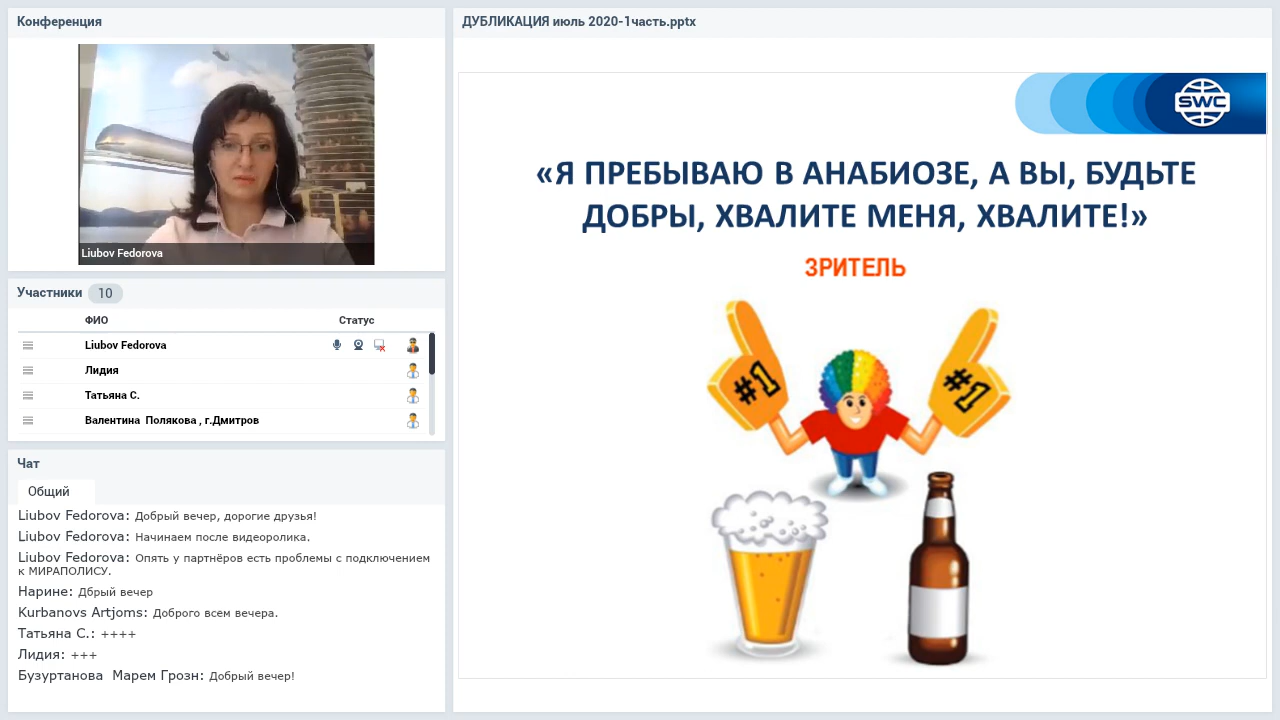 Конференция
Liubov Fedorova
Участники 10
ФИО Статус
Liubov Fedorova
Лидия
Татьяна С.
Валентина Полякова , г.Дмитров
Чат
Общий
Liubov Fedorova: Добрый вечер, дорогие друзья!
Liubov Fedorova: Начинаем после видеоролика.
Liubov Fedorova: Опять у партнёров есть проблемы с подключением
к МИРАПОЛИСУ.
Нарине: Дбрый вечер
Kurbanovs Artjoms: Доброго всем вечера.
Татьяна С.: ++++
Лидия: +++
Бузуртанова Марем Грозн: Добрый вечер!
ДУБЛИКАЦИЯ июль 2020-1часть.pptx
SWC
«Я ПРЕБЫВАЮ В АНАБИОЗЕ, А ВЫ, БУДЬТЕ
ДОБРЫ, ХВАЛИТЕ МЕНЯ, ХВАЛИТЕ!»
ЗРИТЕЛЬ
#1 #1